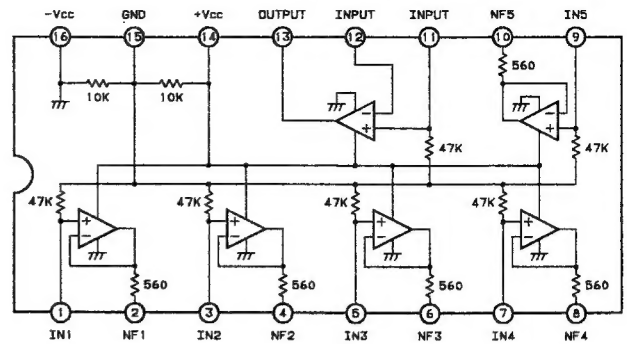 -Vcc GND +Vcc OUTPUT INPUT INPUT NF5 IN5
16 15 14 13 12 11 10 9
560
10K 10K
47K 47K
47K 47K 47K 47K
560 560 560 560
1 2 3 4 5 6 7 8
IN1 NF1 IN2 NF2 IN3 NF3 IN4 NF4